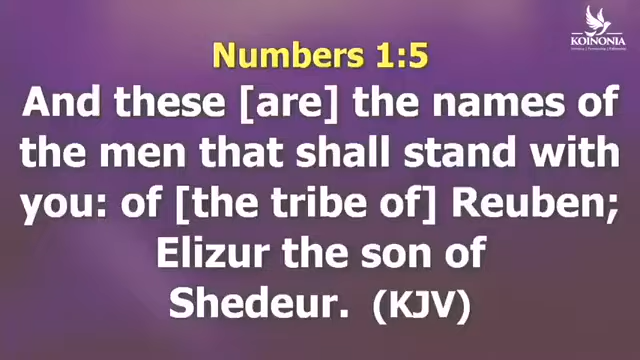 KOINONIA
Numbers 1:5
And these [are] the names of
the men that shall stand with
you: of [the tribe of] Reuben;
Elizur the son of
Shedeur. (KJV)